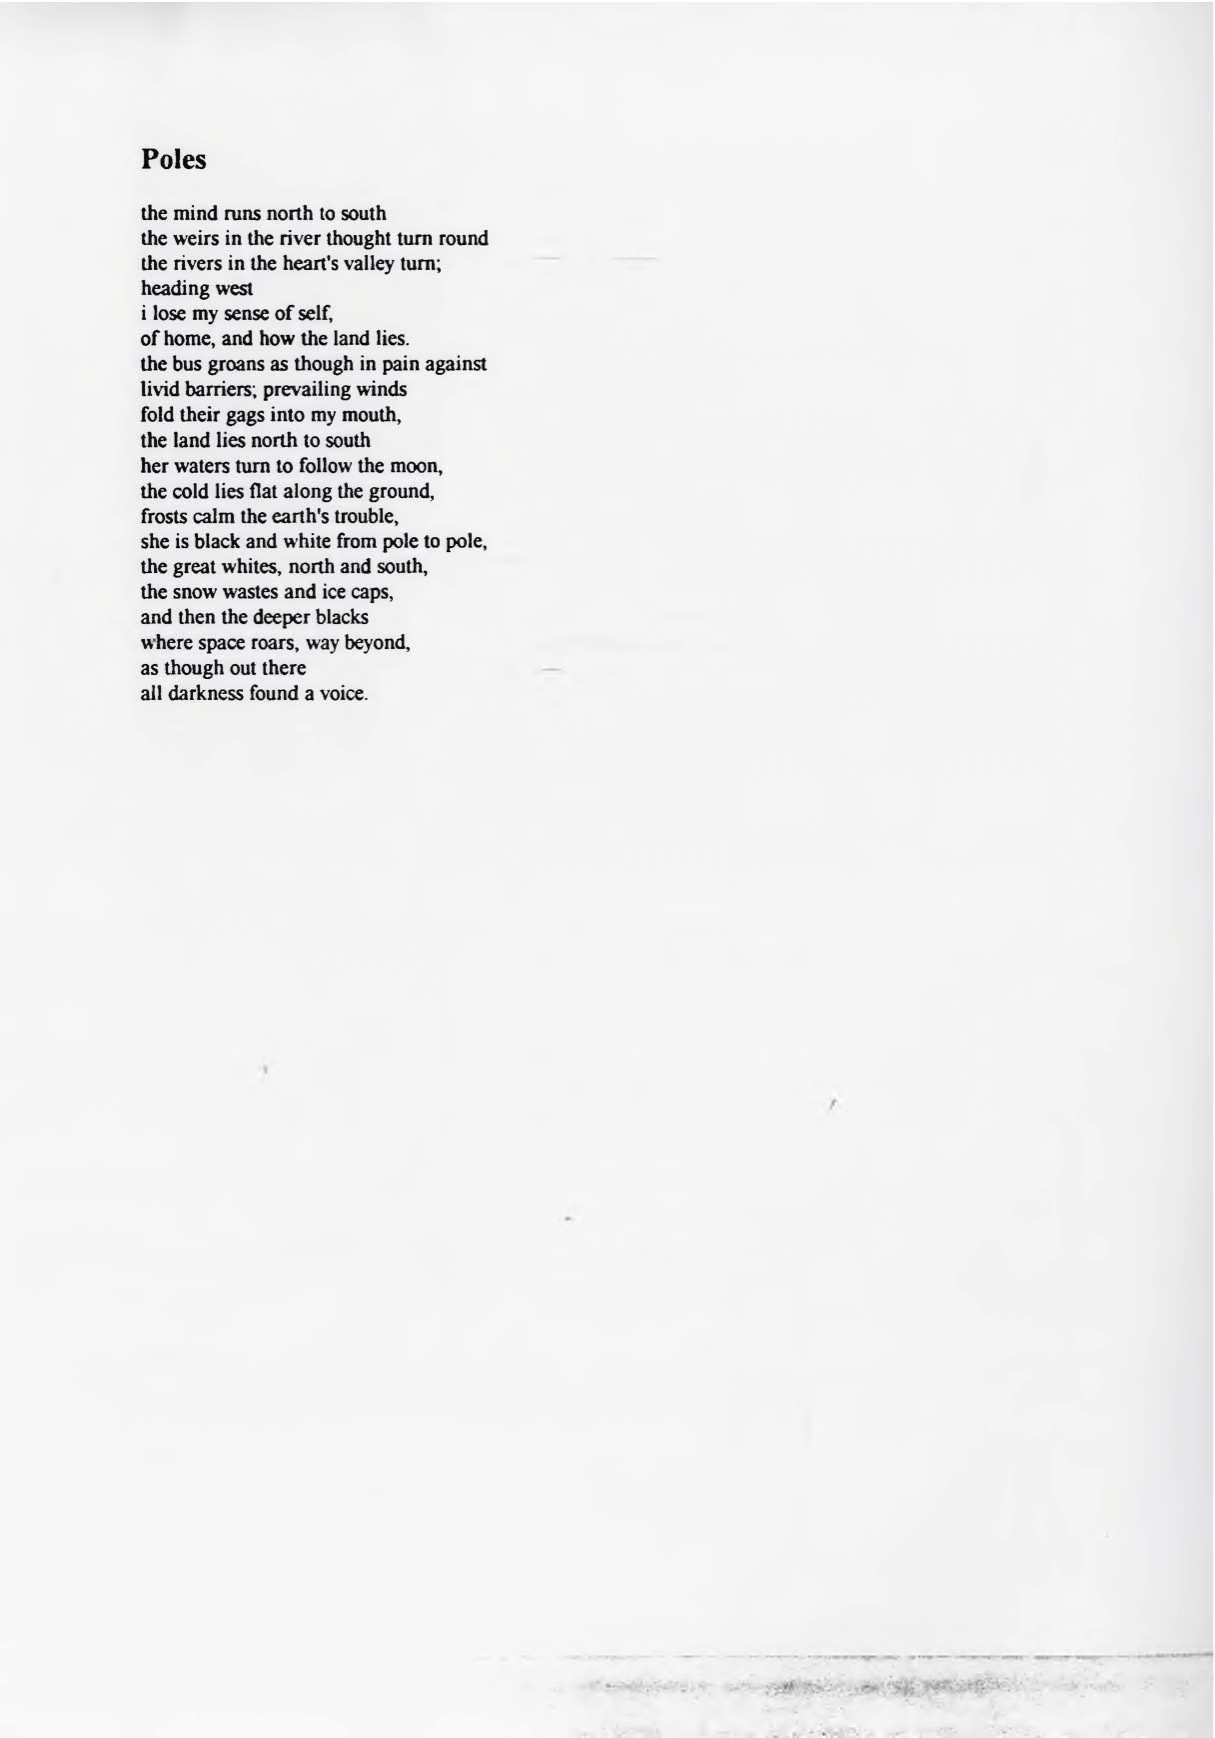 Poles
the mind runs north to south
the weirs in the river thought turn round
the rivers in the heart's valley turn;
heading west
i lose my sense of self,
of home, and how the land lies.
the bus groans as though in pain against
livid barriers; prevailing winds
fold their gags into my mouth,
the land lies north to south
her waters turn to follow the moon,
the cold lies flat along the ground,
frosts calm the earth's trouble,
she is black and white from pole to pole,
the great whites, north and south,
the snow wastes and ice caps,
and then the deeper blacks
where space roars, way beyond,
as though out there
all darkness found a voice.